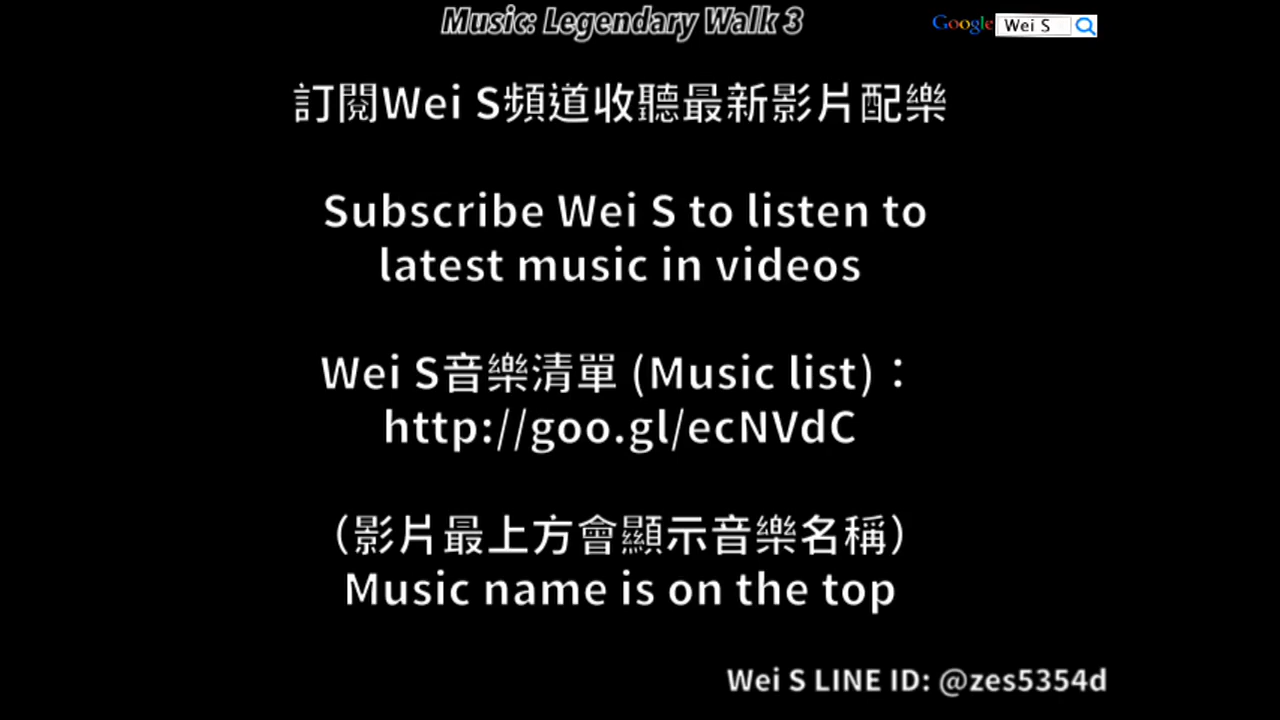 Music: Legendary Walk 3
Google Wei S
訂閱Wei S頻道收聽最新影片配樂
Subscribe Wei S to listen to
latest music in videos
Wei S音樂清單 (Music list)：
http://goo.gl/ecNVdC
（影片最上方會顯示音樂名稱）
Music name is on the top
Wei S LINE ID: @zes5354d